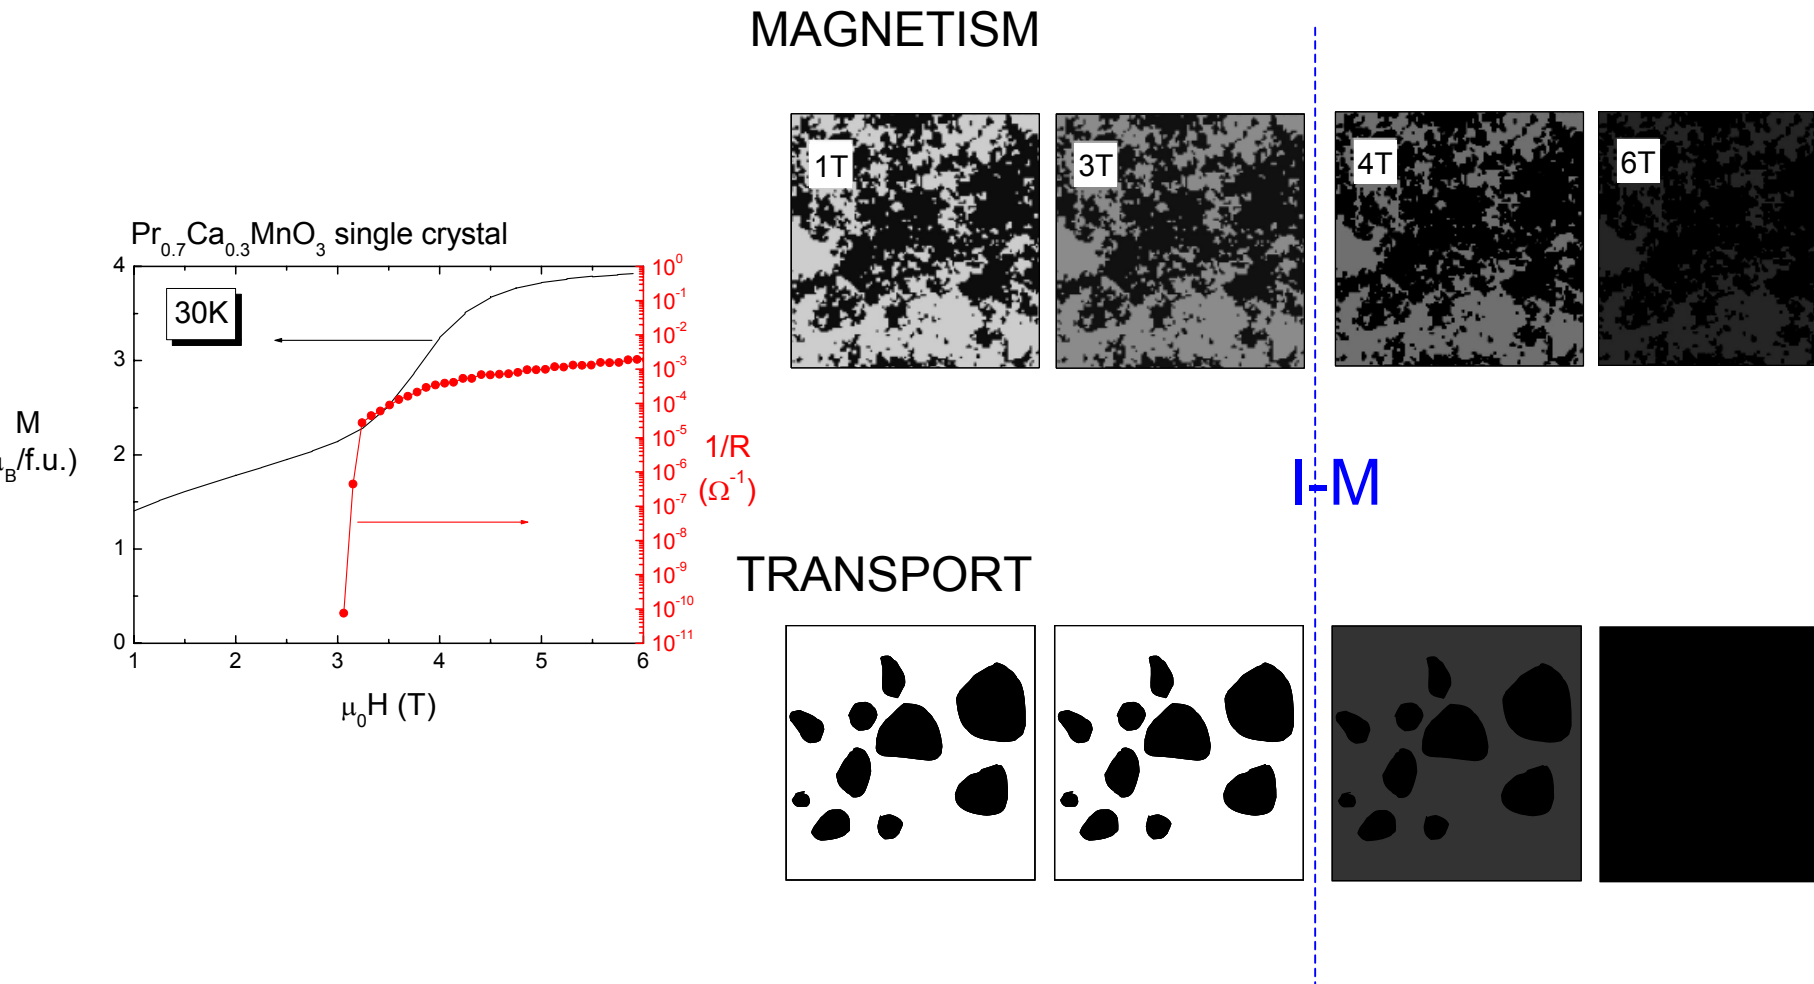 MAGNETISM
1T
3T
4T
6T
Pr0.7Ca0.3MnO3 single crystal
30K
4
3
2
1
0
M
B/f.u.)
1 2 3 4 5 6
μ0H (T)
10^0
10^-1
10^-2
10^-3
10^-4
10^-5
10^-6
10^-7
10^-8
10^-9
10^-10
10^-11
1/R
(Ω^-1)
I-M
TRANSPORT